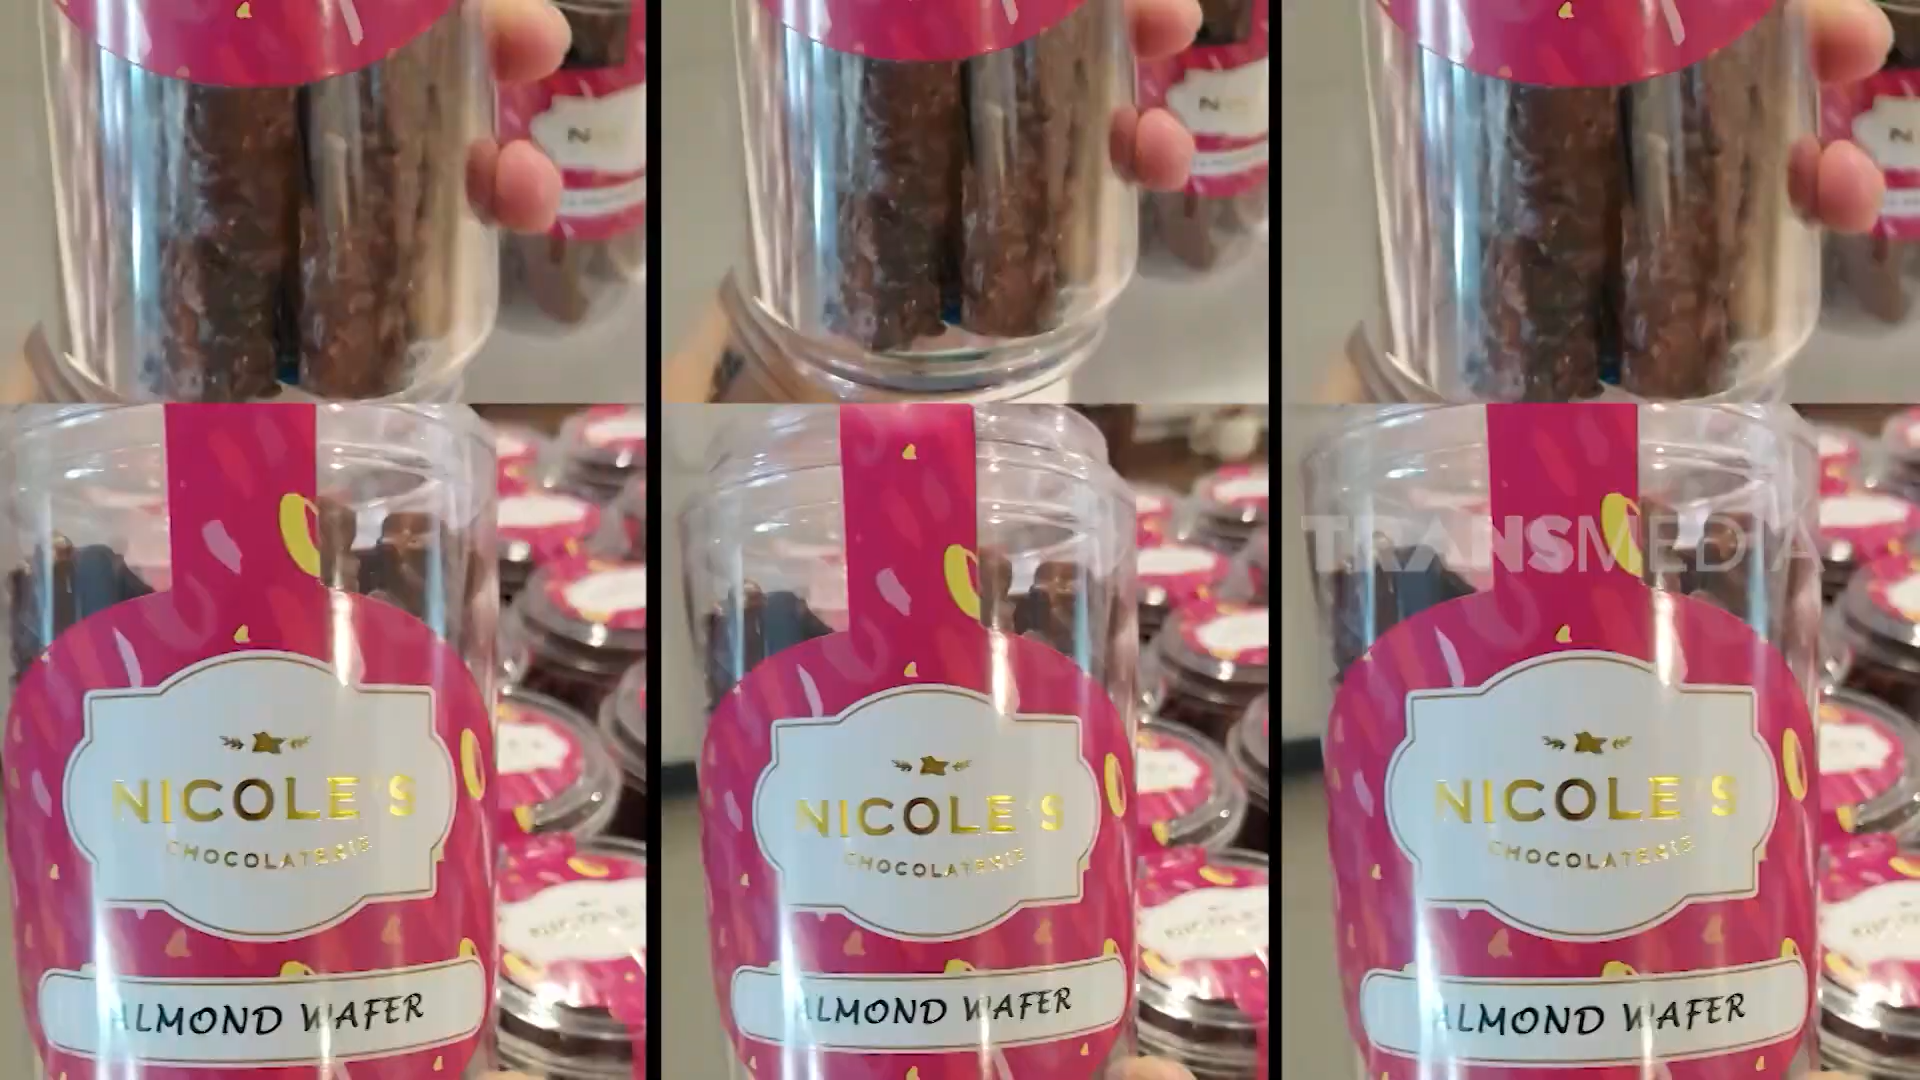 N
N
N
TRANSMEDIA
NICOLE'S
CHOCOLATERIE
ALMOND WAFER
NICOLE'S
CHOCOLATERIE
ALMOND WAFER
NICOLE'S
CHOCOLATERIE
ALMOND WAFER